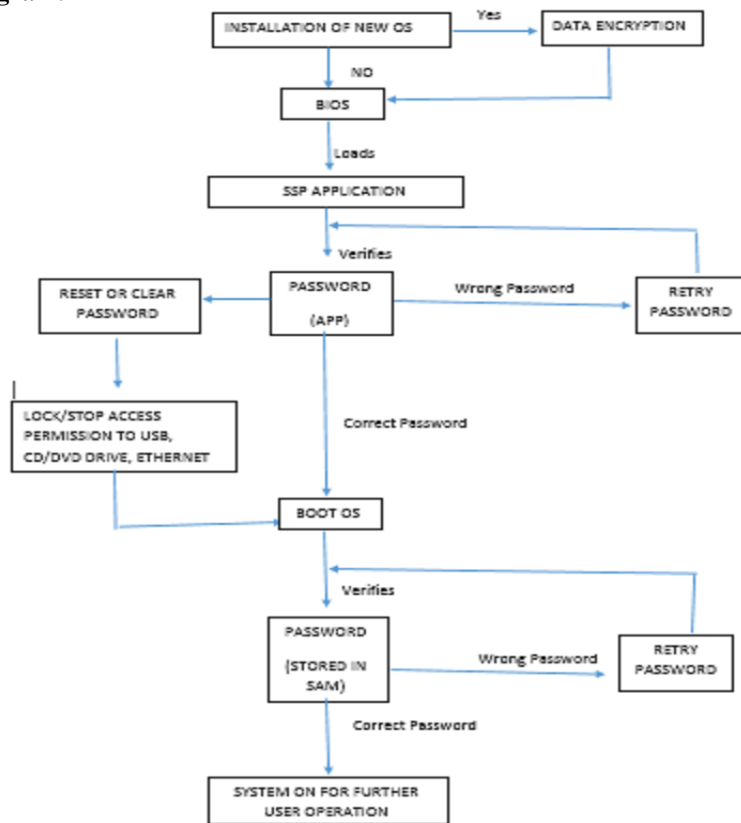 INSTALLATION OF NEW OS
Yes
DATA ENCRYPTION
NO
BIOS
Loads
SSP APPLICATION
Verifies
PASSWORD
(APP)
Wrong Password
RETRY
PASSWORD
RESET OR CLEAR
PASSWORD
LOCK/STOP ACCESS
PERMISSION TO USB,
CD/DVD DRIVE, ETHERNET
Correct Password
BOOT OS
Verifies
PASSWORD
(STORED IN
SAM)
Wrong Password
RETRY
PASSWORD
Correct Password
SYSTEM ON FOR FURTHER
USER OPERATION